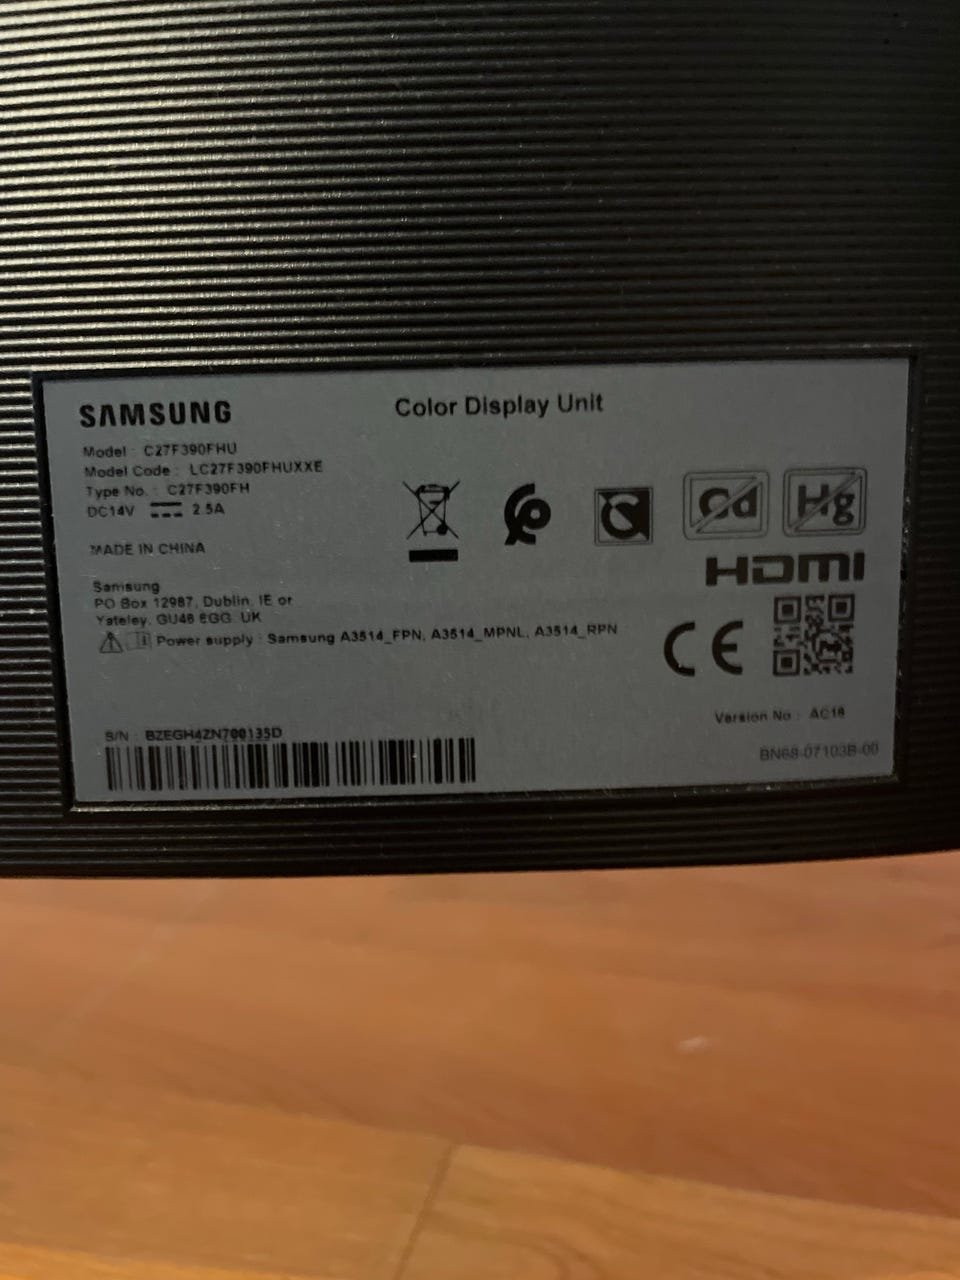 SAMSUNG
Color Display Unit
Model : C27F390FHU
Model Code : LC27F390FHUXXE
Type No. : C27F390FH
DC14V 2.5A
MADE IN CHINA
Cd
Hg
HDMI
Samsung
PO Box 12987, Dublin. IE or
Yateley, GU46 6GG. UK
Power supply : Samsung A3514_FPN, A3514_MPNL, A3514_RPN
CE
Version No : AC18
S/N : BZEGH4ZN700135D
BN68-07103B-00